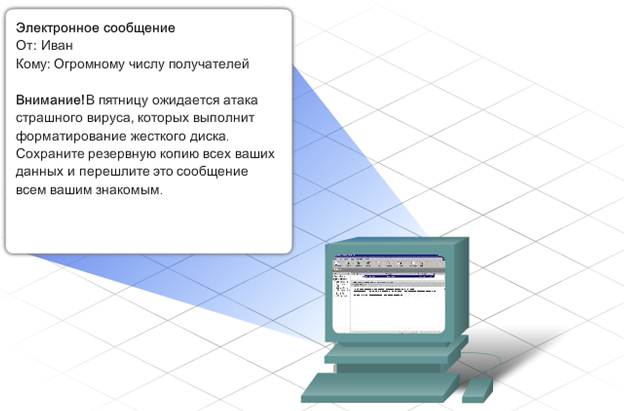 Электронное сообщение
От: Иван
Кому: Огромному числу получателей
Внимание! В пятницу ожидается атака
страшного вируса, которых выполнит
форматирование жесткого диска.
Сохраните резервную копию всех ваших
данных и перешлите это сообщение
всем вашим знакомым.